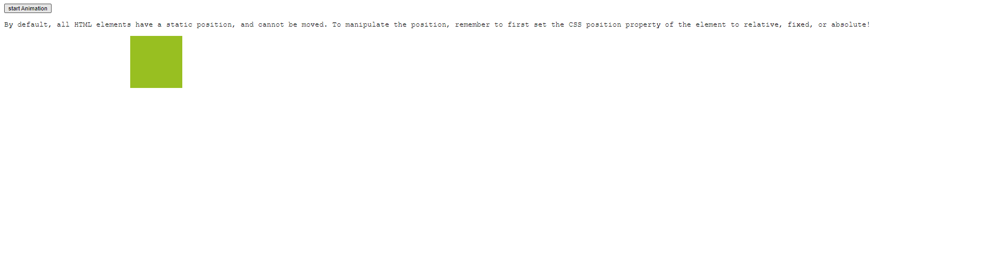 start Animation
By default, all HTML elements have a static position, and cannot be moved. To manipulate the position, remember to first set the CSS position property of the element to relative, fixed, or absolute!